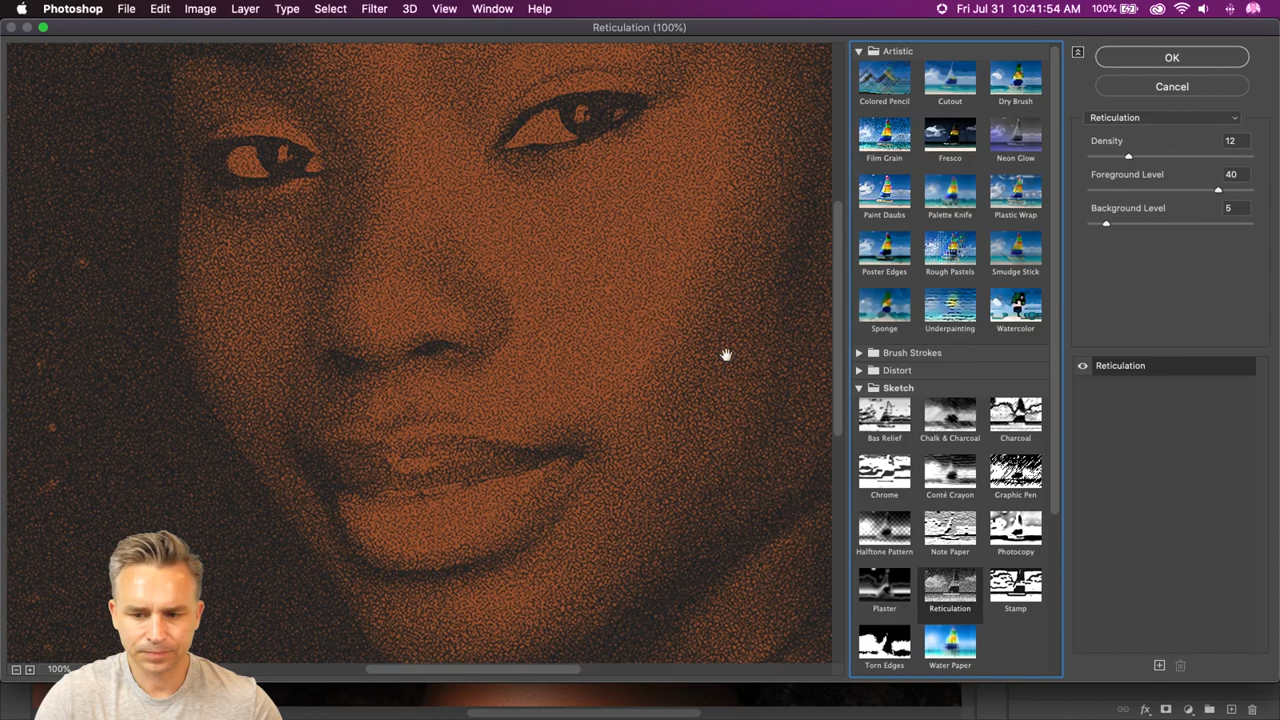 Photoshop File Edit Image Layer Type Select Filter 3D View Window Help 100% Fri Jul 31 10:41:54 AM
Reticulation (100%)
Artistic
Colored Pencil Cutout Dry Brush
Film Grain Fresco Neon Glow
Paint Daubs Palette Knife Plastic Wrap
Poster Edges Rough Pastels Smudge Stick
Sponge Underpainting Watercolor
Brush Strokes
Distort
Sketch
Bas Relief Chalk & Charcoal Charcoal
Chrome Conté Crayon Graphic Pen
Halftone Pattern Note Paper Photocopy
Plaster Reticulation Stamp
Torn Edges Water Paper
OK
Cancel
Reticulation
Density 12
Foreground Level 40
Background Level 5
Reticulation
100%
fx